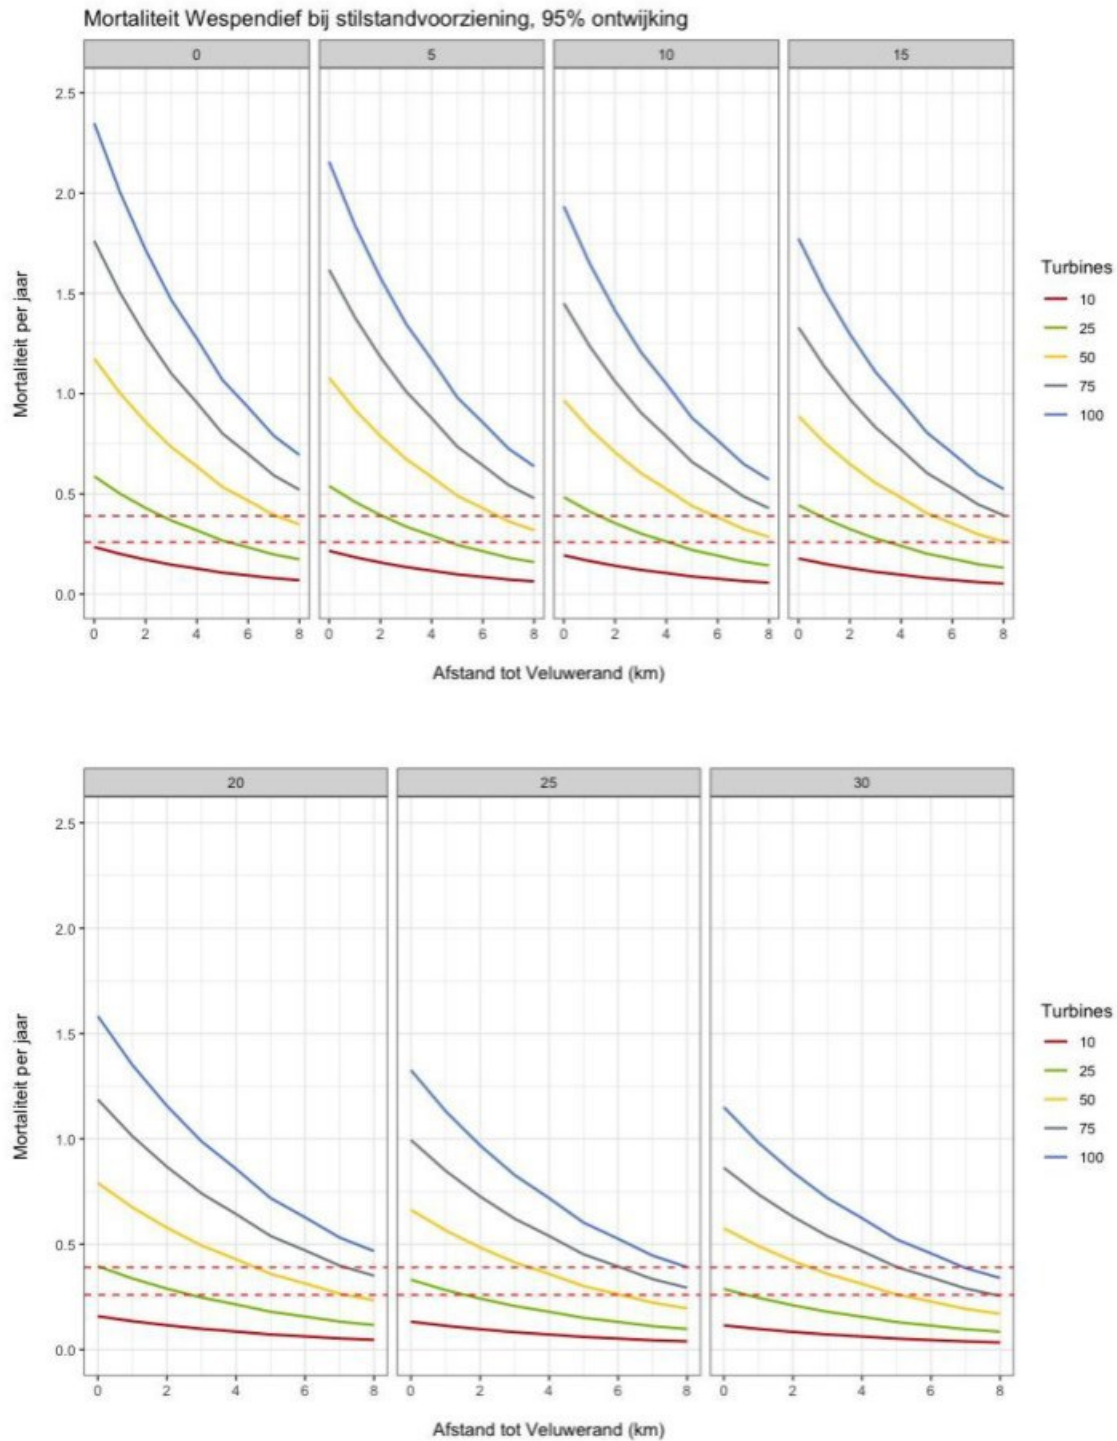 Mortaliteit Wespendief bij stilstandvoorziening, 95% ontwijking
0 5 10 15
2.5
2.0
1.5
1.0
0.5
0.0
Mortaliteit per jaar
0 2 4 6 8 0 2 4 6 8 0 2 4 6 8 0 2 4 6 8
Afstand tot Veluwerand (km)
Turbines
10
25
50
75
100
20 25 30
2.5
2.0
1.5
1.0
0.5
0.0
Mortaliteit per jaar
0 2 4 6 8 0 2 4 6 8 0 2 4 6 8
Afstand tot Veluwerand (km)
Turbines
10
25
50
75
100